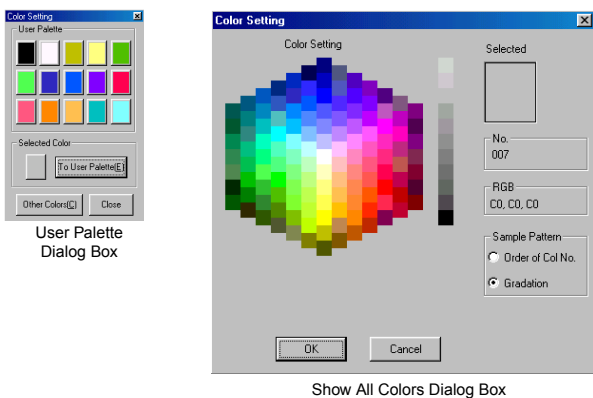 Color Setting
User Palette
Selected Color
To User Palette(E)
Other Colors(C)
Close
User Palette
Dialog Box
Color Setting
Color Setting
Selected
No.
007
RGB
C0, C0, C0
Sample Pattern
Order of Col No.
Gradation
OK
Cancel
Show All Colors Dialog Box